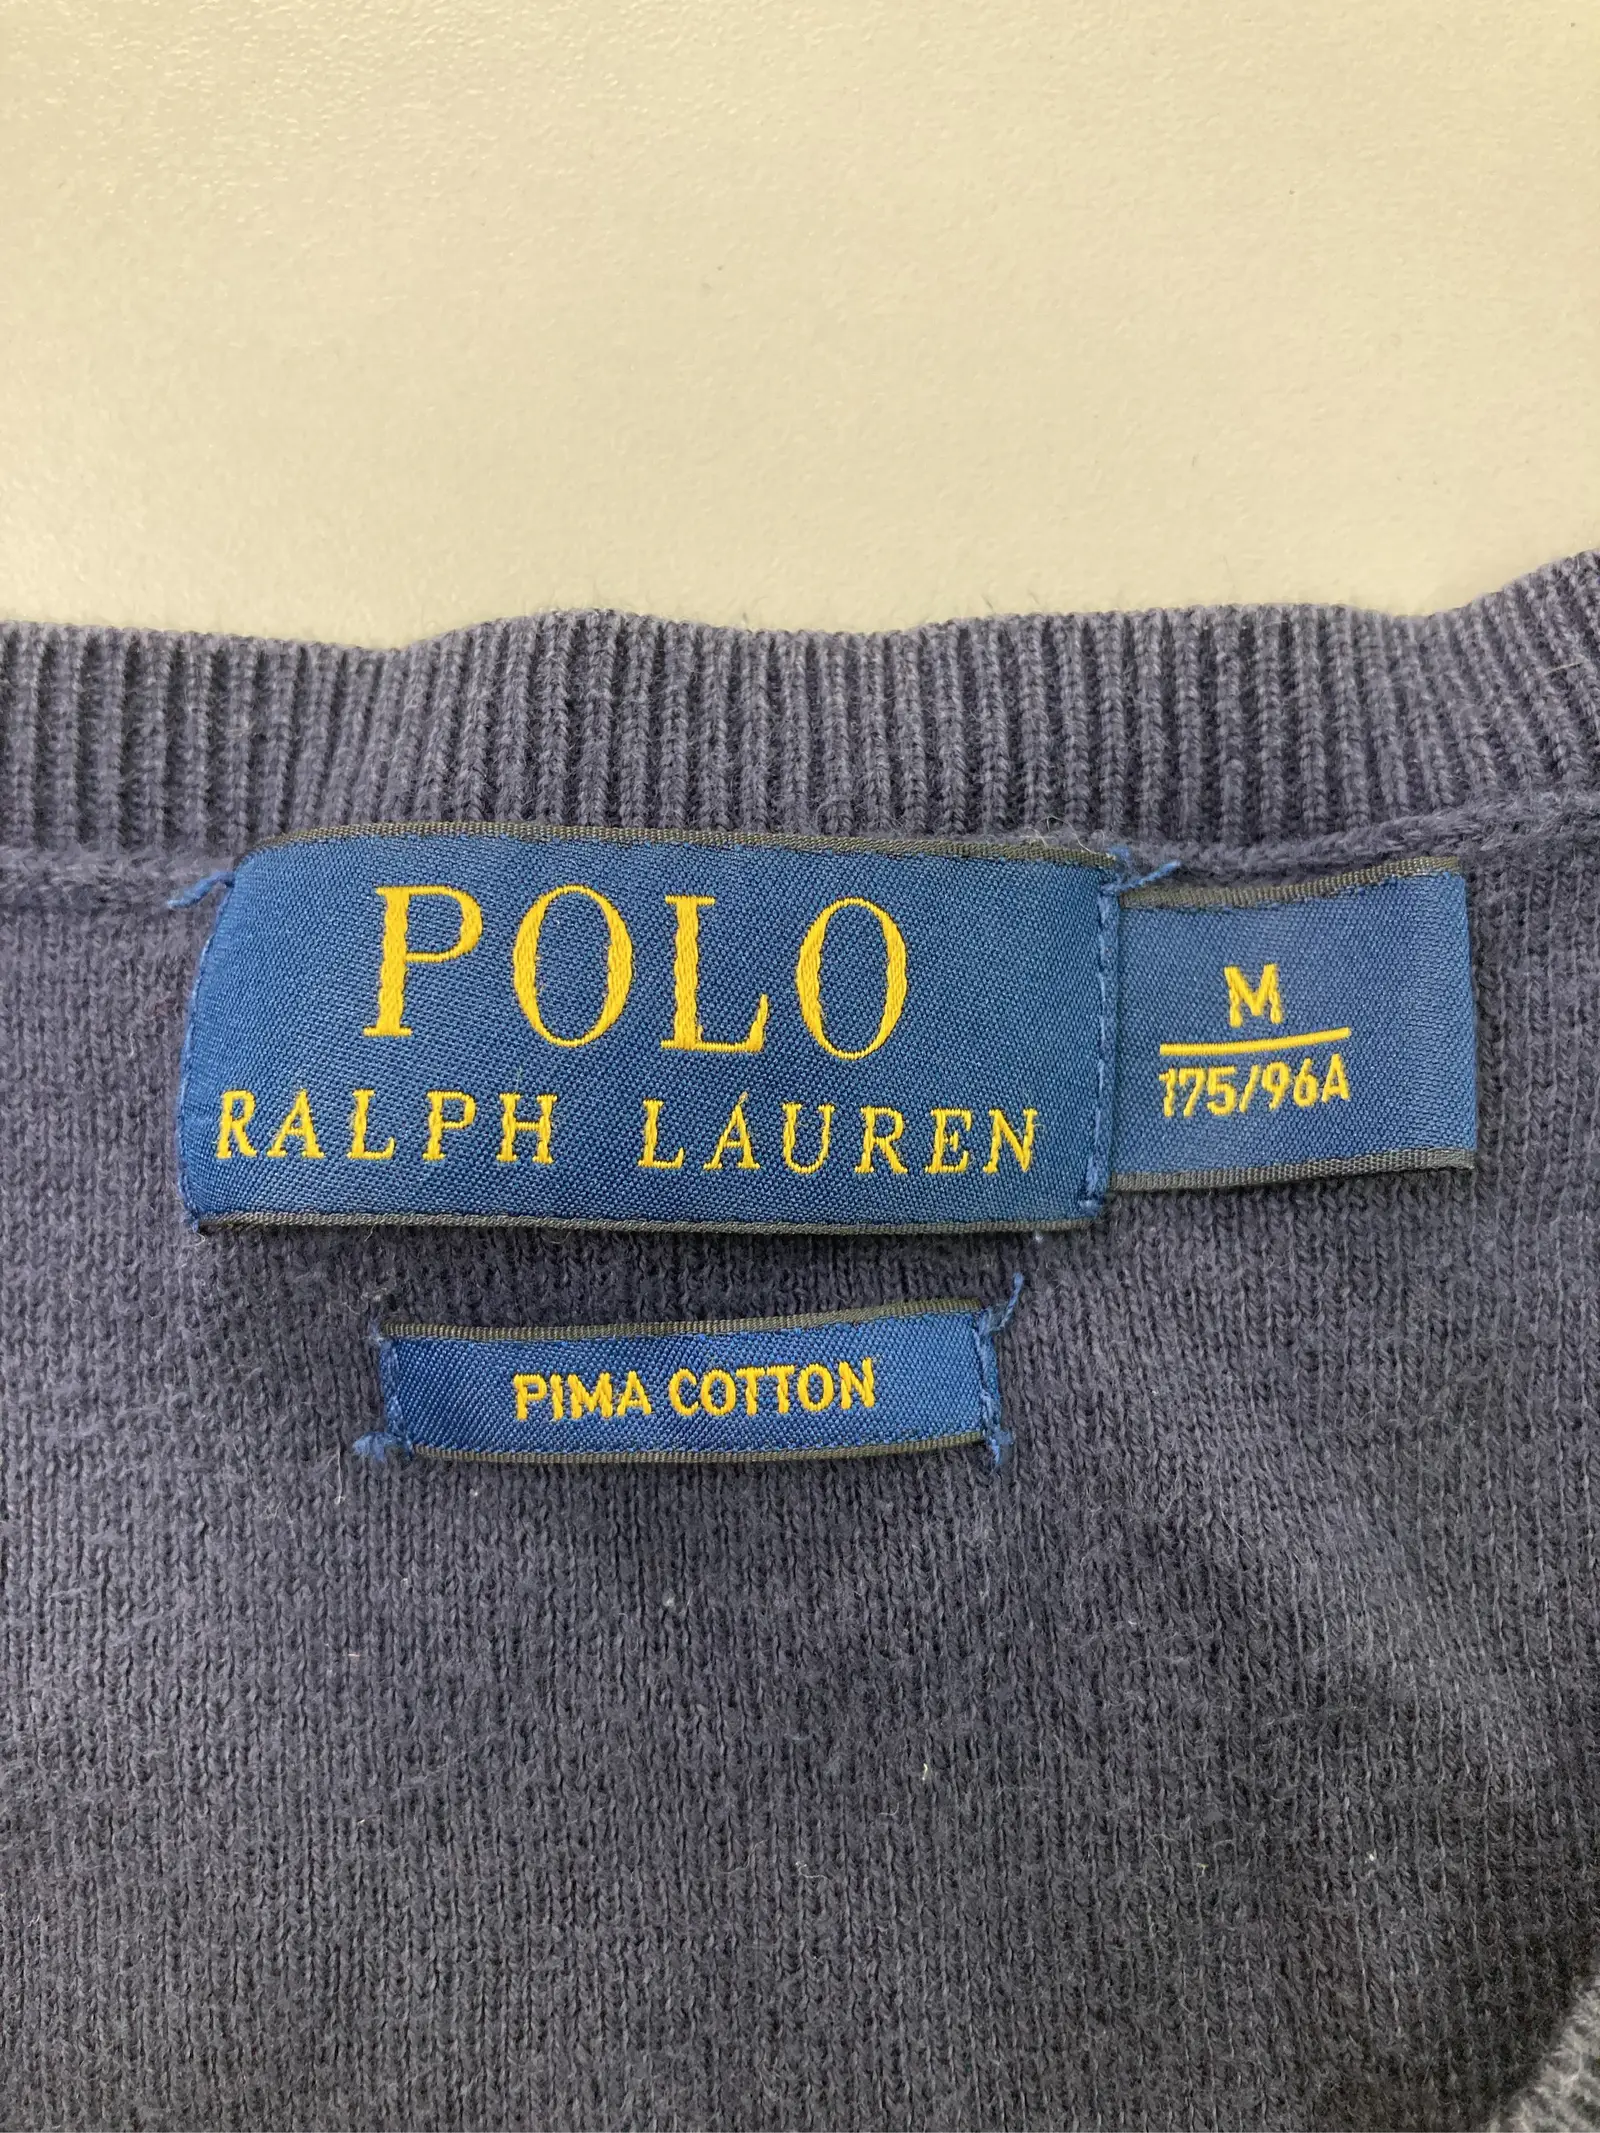 POLO
RALPH LAUREN
M
175/96A
PIMA COTTON